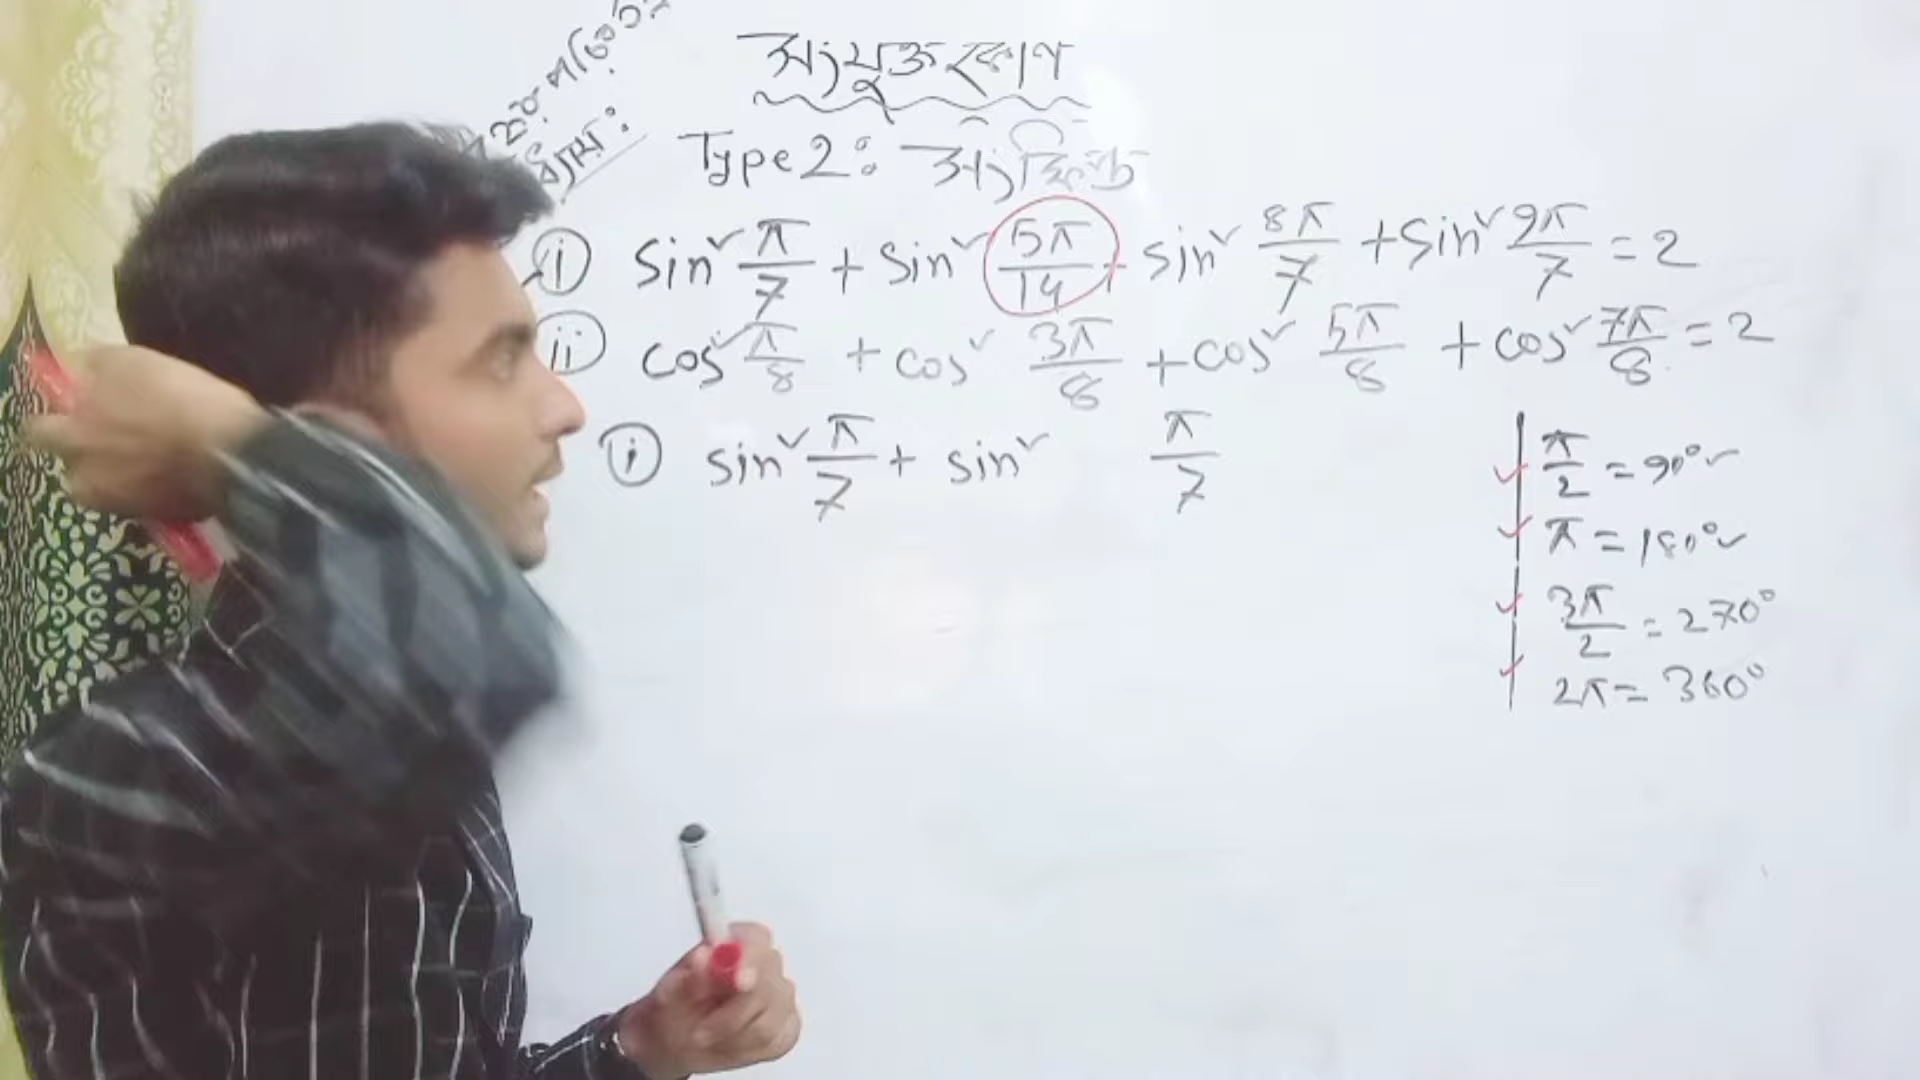 সংযুক্ত কোণ
Type 2:
i sin² π/7 + sin² 5π/14 + sin² 8π/7 + sin² 9π/7 = 2
ii cos² π/8 + cos² 3π/8 + cos² 5π/8 + cos² 7π/8 = 2
i sin² π/7 + sin² π/7
π/2 = 90°
π = 180°
3π/2 = 270°
2π = 360°